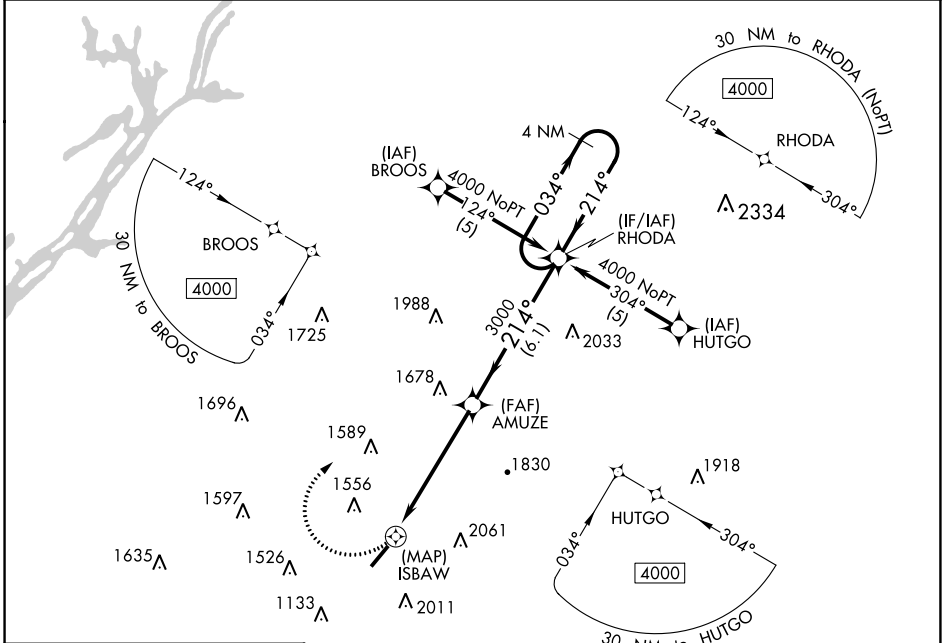 30 NM to RHODA (NoPT)
4000
124°
RHODA
304°
2334
4 NM
(IAF)
BROOS
4000 NoPT
124°
(5)
034°
214°
(IF/IAF)
RHODA
4000 NoPT
304°
(5)
(IAF)
HUTGO
124°
BROOS
4000
30 NM to BROOS
034°
1725
1988
3000
214°
(6.1)
2033
1678
(FAF)
AMUZE
1696
1589
1830
1556
1918
1597
2061
HUTGO
034°
304°
4000
30 NM to HUTGO
1635
1526
(MAP)
ISBAW
1133
2011